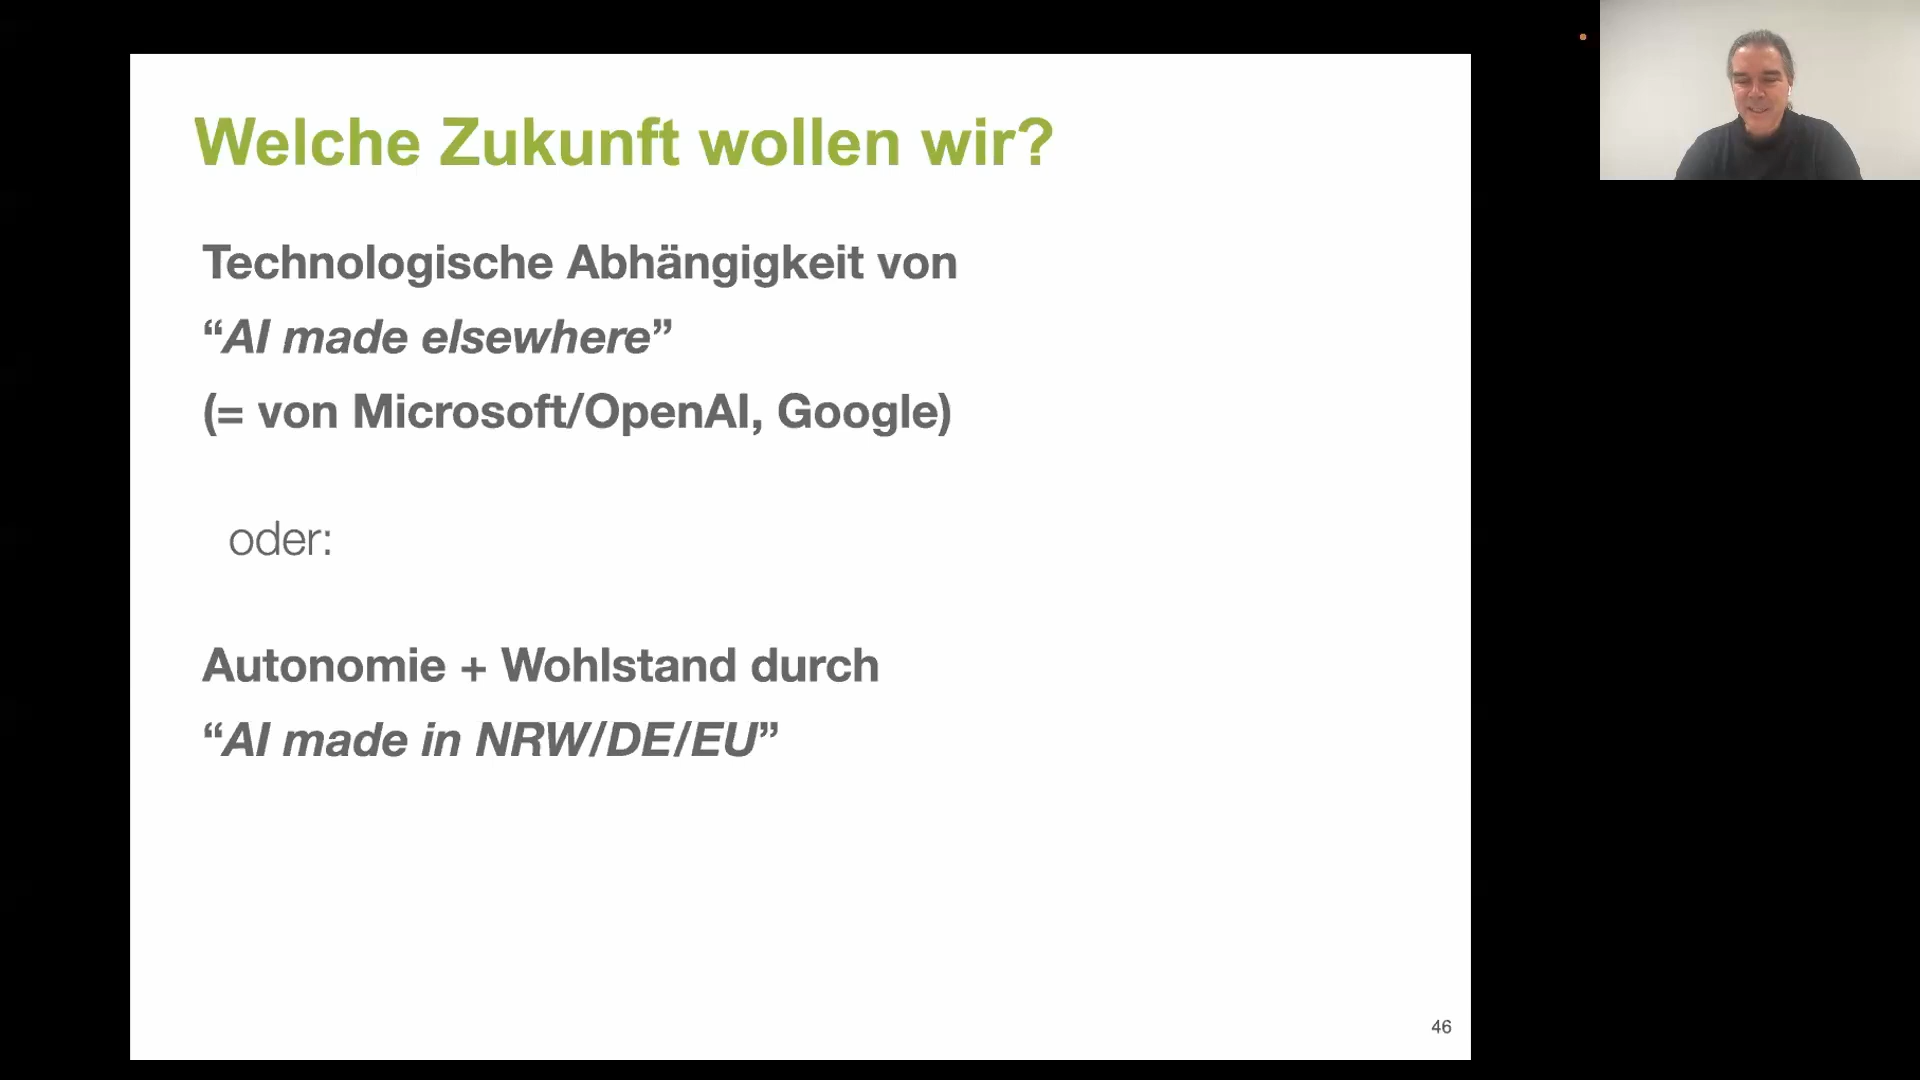 Welche Zukunft wollen wir?
Technologische Abhängigkeit von
“AI made elsewhere”
(= von Microsoft/OpenAI, Google)
oder:
Autonomie + Wohlstand durch
“AI made in NRW/DE/EU”
46